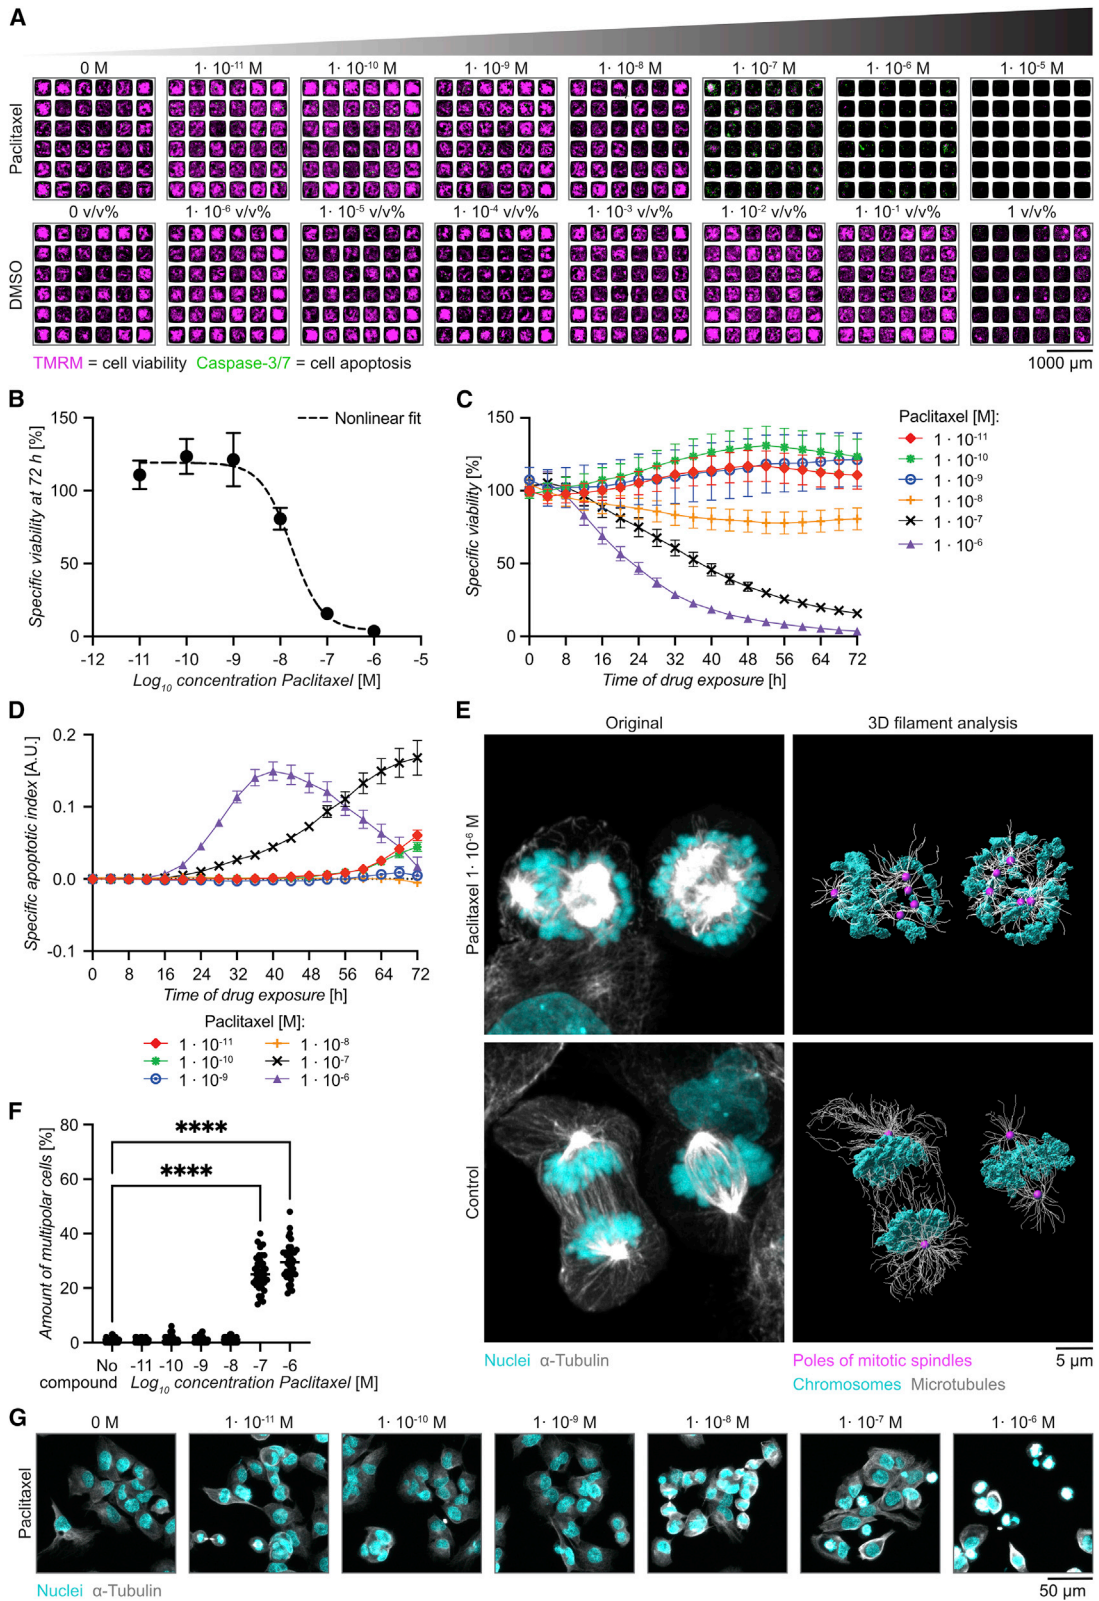 A
0 M 1· 10⁻¹¹ M 1· 10⁻¹⁰ M 1· 10⁻⁹ M 1· 10⁻⁸ M 1· 10⁻⁷ M 1· 10⁻⁶ M 1· 10⁻⁵ M
Paclitaxel
0 v/v% 1· 10⁻⁶ v/v% 1· 10⁻⁵ v/v% 1· 10⁻⁴ v/v% 1· 10⁻³ v/v% 1· 10⁻² v/v% 1· 10⁻¹ v/v% 1 v/v%
DMSO
TMRM = cell viability Caspase-3/7 = cell apoptosis
1000 µm
B
Specific viability at 72 h [%]
150
100
50
0
Nonlinear fit
-12 -11 -10 -9 -8 -7 -6 -5
Log₁₀ concentration Paclitaxel [M]
C
Specific viability [%]
150
100
50
0
0 8 16 24 32 40 48 56 64 72
Time of drug exposure [h]
Paclitaxel [M]:
1 · 10⁻¹¹
1 · 10⁻¹⁰
1 · 10⁻⁹
1 · 10⁻⁸
1 · 10⁻⁷
1 · 10⁻⁶
D
Specific apoptotic index [A.U.]
0.2
0.1
0.0
-0.1
0 8 16 24 32 40 48 56 64 72
Time of drug exposure [h]
Paclitaxel [M]:
1 · 10⁻¹¹ 1 · 10⁻⁸
1 · 10⁻¹⁰ 1 · 10⁻⁷
1 · 10⁻⁹ 1 · 10⁻⁶
E
Original 3D filament analysis
Paclitaxel 1· 10⁻⁶ M
Control
Nuclei α-Tubulin
Poles of mitotic spindles
Chromosomes Microtubules
5 µm
F
Amount of multipolar cells [%]
80
60
40
20
0
****
****
No -11 -10 -9 -8 -7 -6
compound Log₁₀ concentration Paclitaxel [M]
G
0 M 1· 10⁻¹¹ M 1· 10⁻¹⁰ M 1· 10⁻⁹ M 1· 10⁻⁸ M 1· 10⁻⁷ M 1· 10⁻⁶ M
Paclitaxel
Nuclei α-Tubulin
50 µm